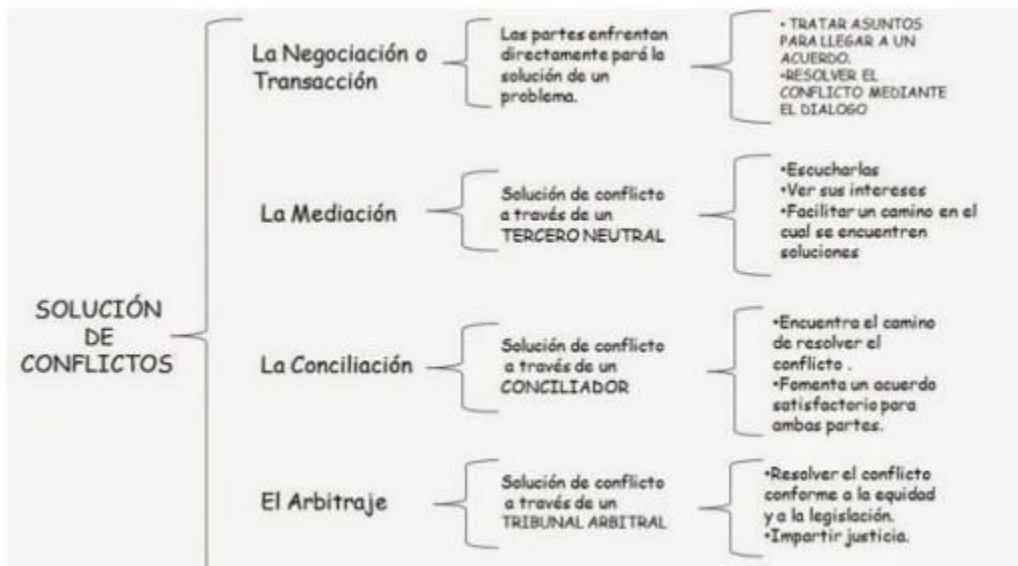 SOLUCIÓN
DE
CONFLICTOS
La Negociación o
Transacción
Las partes enfrentan
directamente pará la
solución de un
problema.
• TRATAR ASUNTOS
PARA LLEGAR A UN
ACUERDO.
•RESOLVER EL
CONFLICTO MEDIANTE
EL DIALOGO
La Mediación
Solución de conflicto
a través de un
TERCERO NEUTRAL
•Escucharlas
•Ver sus intereses
•Facilitar un camino en el
cual se encuentren
soluciones
La Conciliación
Solución de conflicto
a través de un
CONCILIADOR
•Encuentra el camino
de resolver el
conflicto .
•Fomenta un acuerdo
satisfactorio para
ambas partes.
El Arbitraje
Solución de conflicto
a través de un
TRIBUNAL ARBITRAL
•Resolver el conflicto
conforme a la equidad
y a la legislación.
•Impartir justicia.